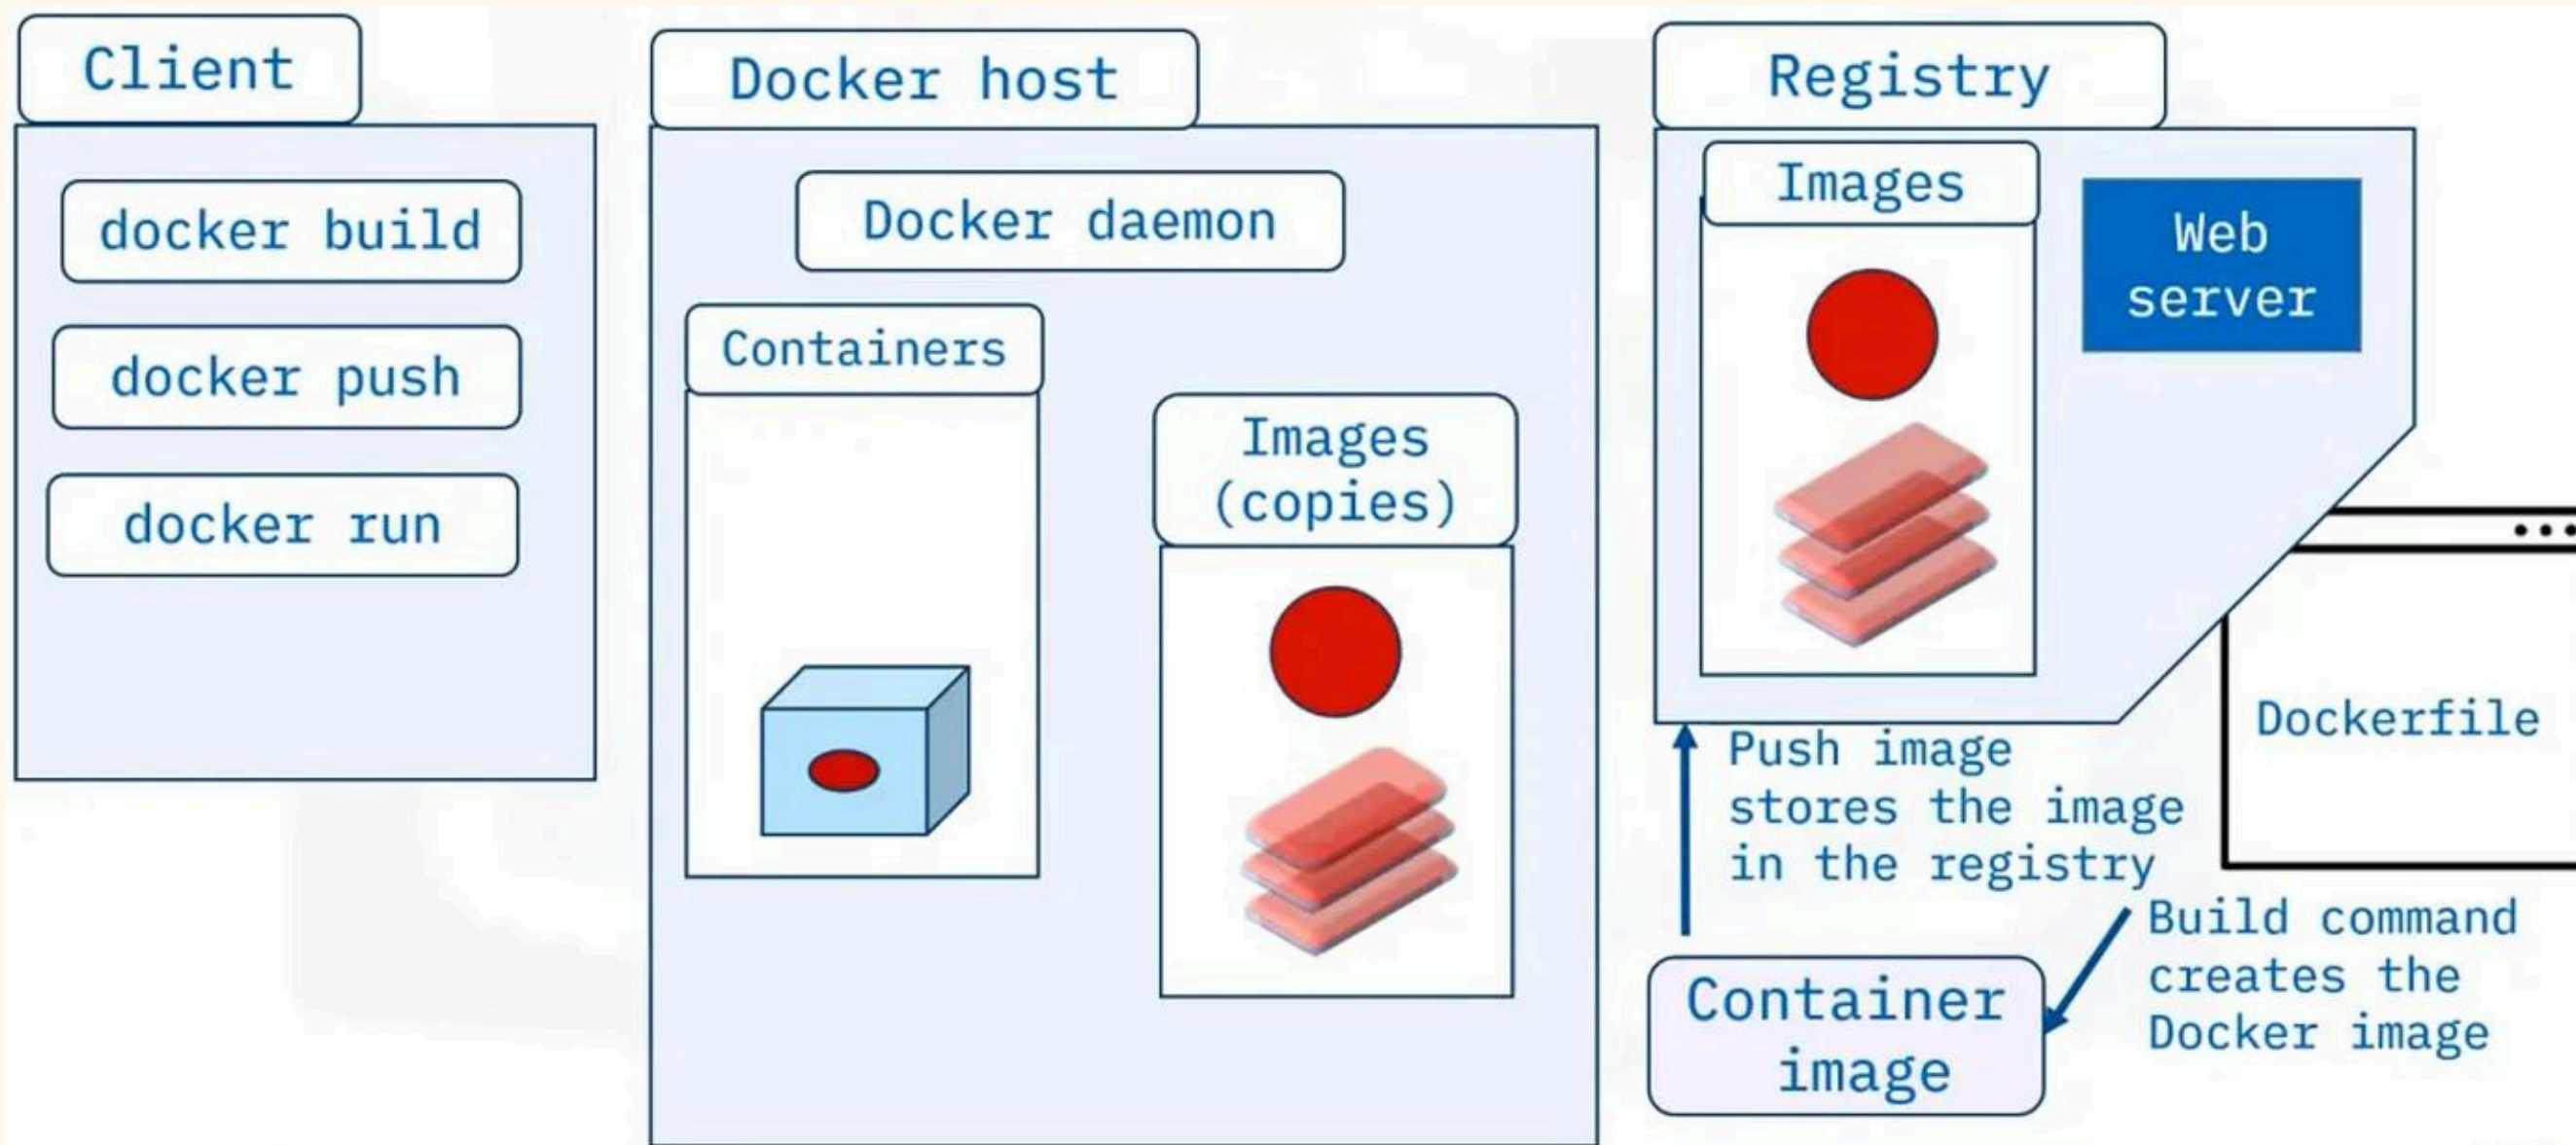 Client
docker build
docker push
docker run
Docker host
Docker daemon
Containers
Images
(copies)
Registry
Images
Web
server
Push image
stores the image
in the registry
Dockerfile
Build command
creates the
Docker image
Container
image